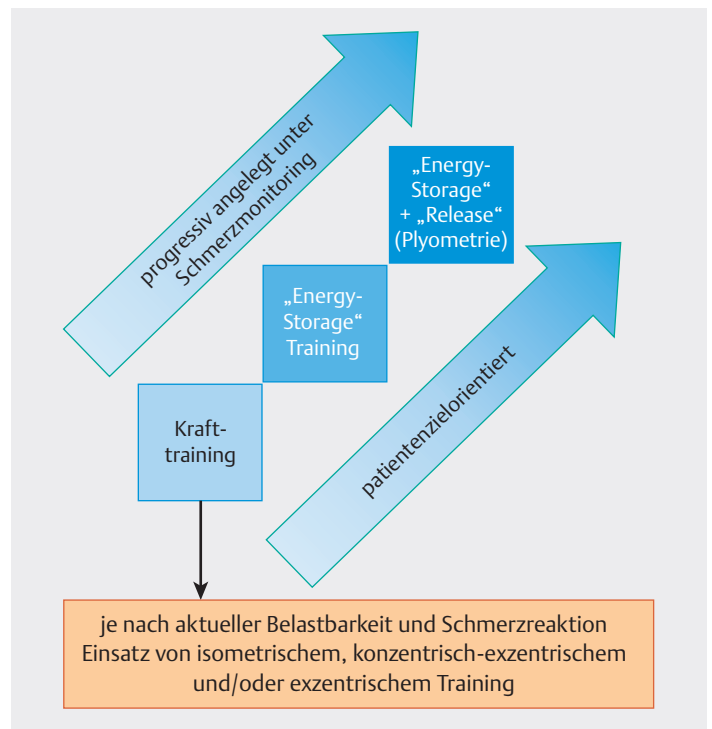 progressiv angelegt unter
Schmerzmonitoring
„Energy-
Storage“
+ „Release“
(Plyometrie)
„Energy-
Storage“
Training
Kraft-
training
patientenzielorientiert
je nach aktueller Belastbarkeit und Schmerzreaktion
Einsatz von isometrischem, konzentrisch-exzentrischem
und/oder exzentrischem Training